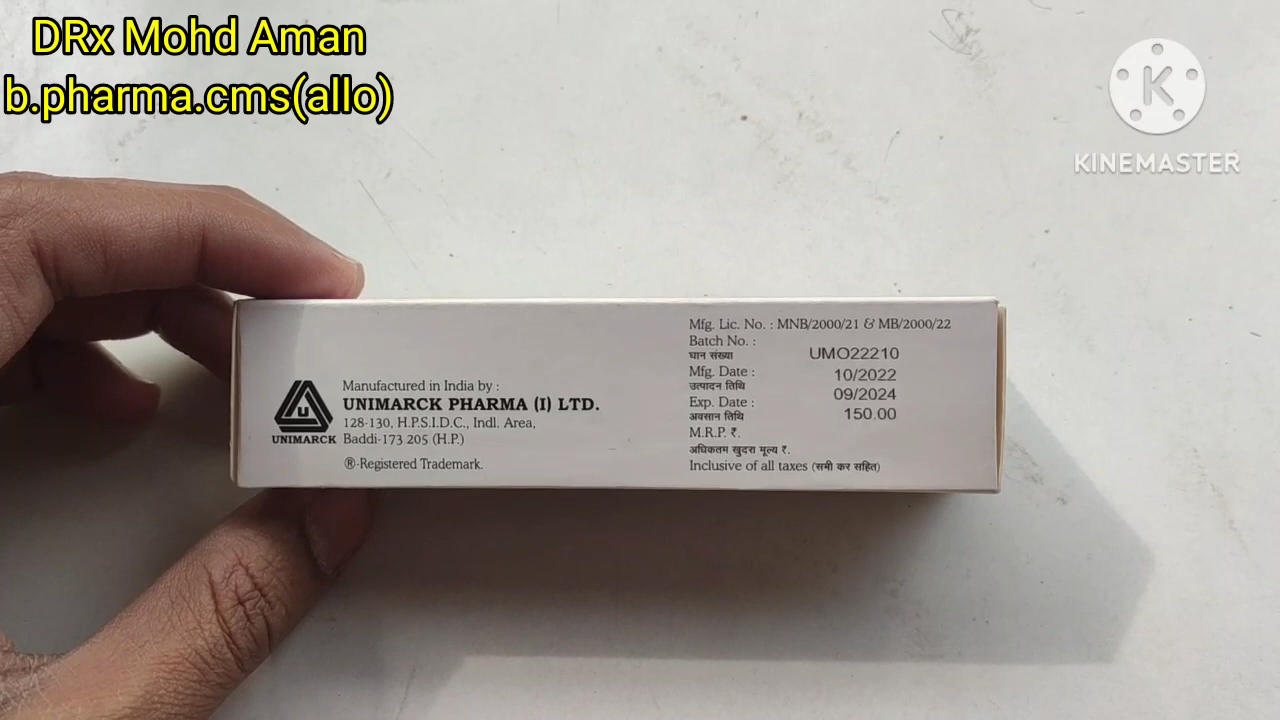 DRx Mohd Aman
b.pharma.cms(allo)
K
KINEMASTER
U
UNIMARCK
Manufactured in India by :
UNIMARCK PHARMA (I) LTD.
128-130, H.P.S.I.D.C., Indl. Area,
Baddi-173 205 (H.P.)
®-Registered Trademark.
Mfg. Lic. No. : MNB/2000/21 & MB/2000/22
Batch No. :
घान संख्या UMO22210
Mfg. Date : 10/2022
उत्पादन तिथि
Exp. Date : 09/2024
अवसान तिथि 150.00
M.R.P. ₹.
अधिकतम खुदरा मूल्य ₹.
Inclusive of all taxes (सभी कर सहित)